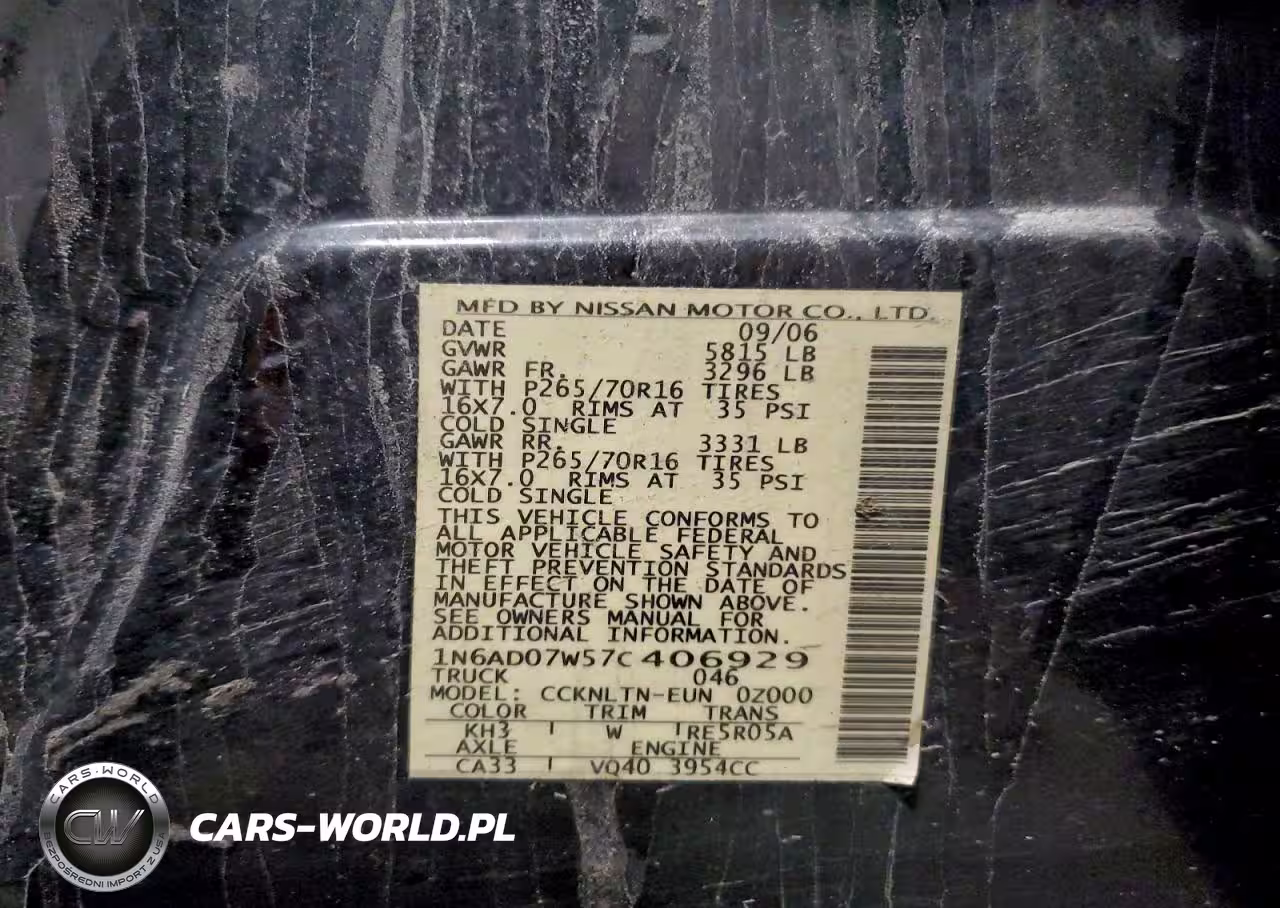 MFD BY NISSAN MOTOR CO., LTD.
DATE 09/06
GVWR 5815 LB
GAWR FR. 3296 LB
WITH P265/70R16 TIRES
16X7.0 RIMS AT 35 PSI
COLD SINGLE
GAWR RR. 3331 LB
WITH P265/70R16 TIRES
16X7.0 RIMS AT 35 PSI
COLD SINGLE
THIS VEHICLE CONFORMS TO
ALL APPLICABLE FEDERAL
MOTOR VEHICLE SAFETY AND
THEFT PREVENTION STANDARDS
IN EFFECT ON THE DATE OF
MANUFACTURE SHOWN ABOVE.
SEE OWNERS MANUAL FOR
ADDITIONAL INFORMATION.
1N6AD07W57C406929
TRUCK 046
MODEL: CCKNLTN-EUN 0Z000
COLOR TRIM TRANS
KH3 W RE5R05A
AXLE ENGINE
CA33 VQ40 3954CC
CARS-WORLD
CW
BEZPOŚREDNI IMPORT Z USA
CARS-WORLD.PL